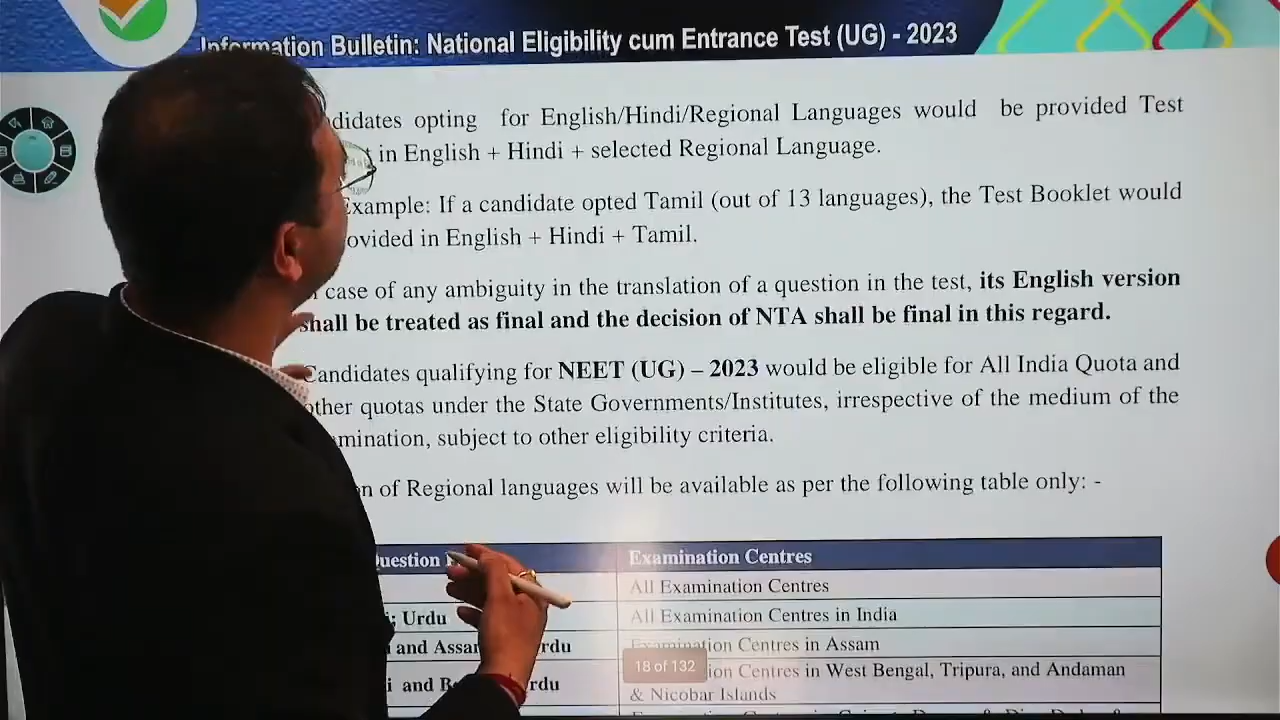 Information Bulletin: National Eligibility cum Entrance Test (UG) - 2023
opting for English/Hindi/Regional Languages would be provided Test
in English + Hindi + selected Regional Language.
Example: If a candidate opted Tamil (out of 13 languages), the Test Booklet would
in English + Hindi + Tamil.
case of any ambiguity in the translation of a question in the test, its English version
shall be treated as final and the decision of NTA shall be final in this regard.
Candidates qualifying for NEET (UG) – 2023 would be eligible for All India Quota and
other quotas under the State Governments/Institutes, irrespective of the medium of the
subject to other eligibility criteria.
of Regional languages will be available as per the following table only: -
Question Examination Centres
All Examination Centres
Urdu All Examination Centres in India
and Examination Centres in Assam
18 of 132
and Centres in West Bengal, Tripura, and Andaman
& Nicobar Islands